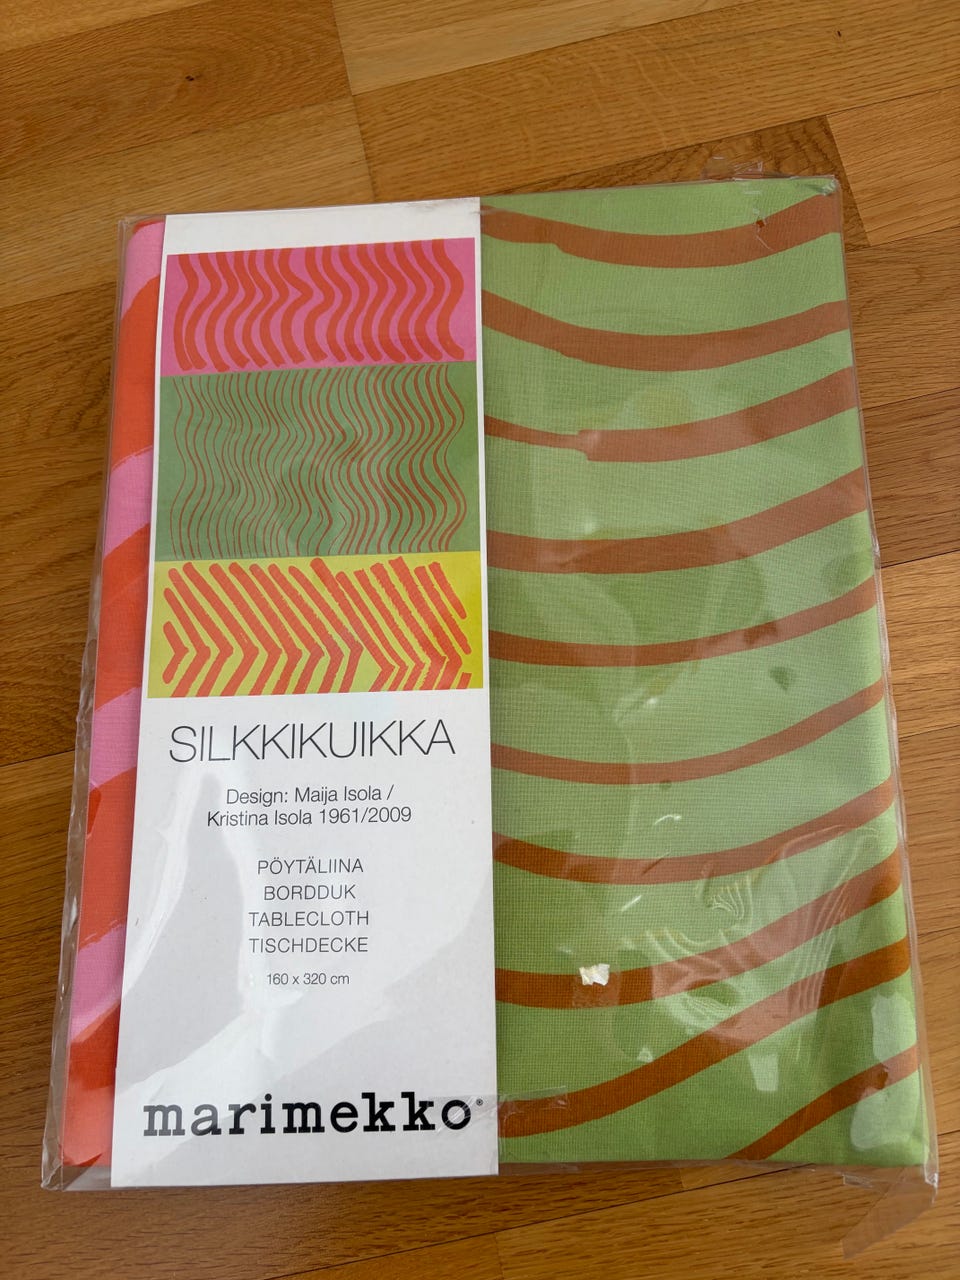 SILKKIKUIKKA
Design: Maija Isola /
Kristina Isola 1961/2009
PÖYTÄLIINA
BORDDUK
TABLECLOTH
TISCHDECKE
160 x 320 cm
marimekko®